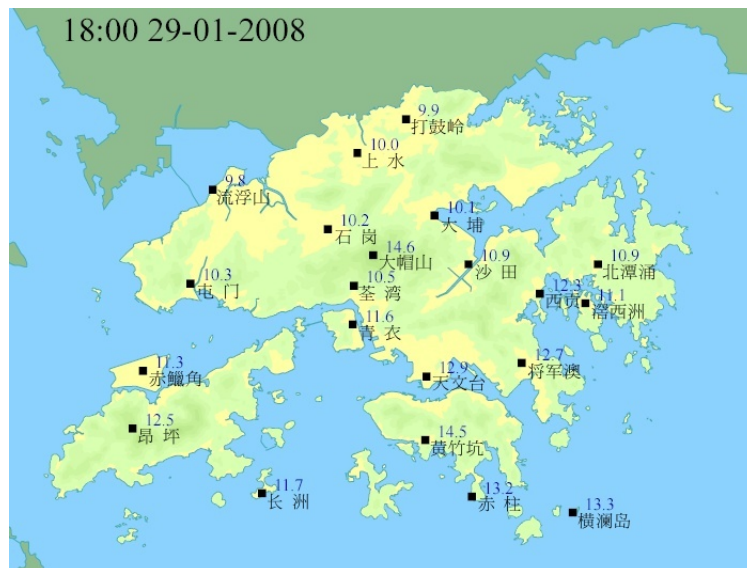 18:00 29-01-2008
9.9
打鼓岭
10.0
上水
9.8
流浮山
10.2
石岗
10.1
大埔
14.6
大帽山
10.9
沙田
10.9
北潭涌
10.3
屯门
10.5
荃湾
12.3
西贡
11.1
滘西洲
11.6
青衣
11.3
赤鱲角
12.9
天文台
12.7
将军澳
12.5
昂坪
14.5
黄竹坑
11.7
长洲
13.2
赤柱
13.3
横澜岛